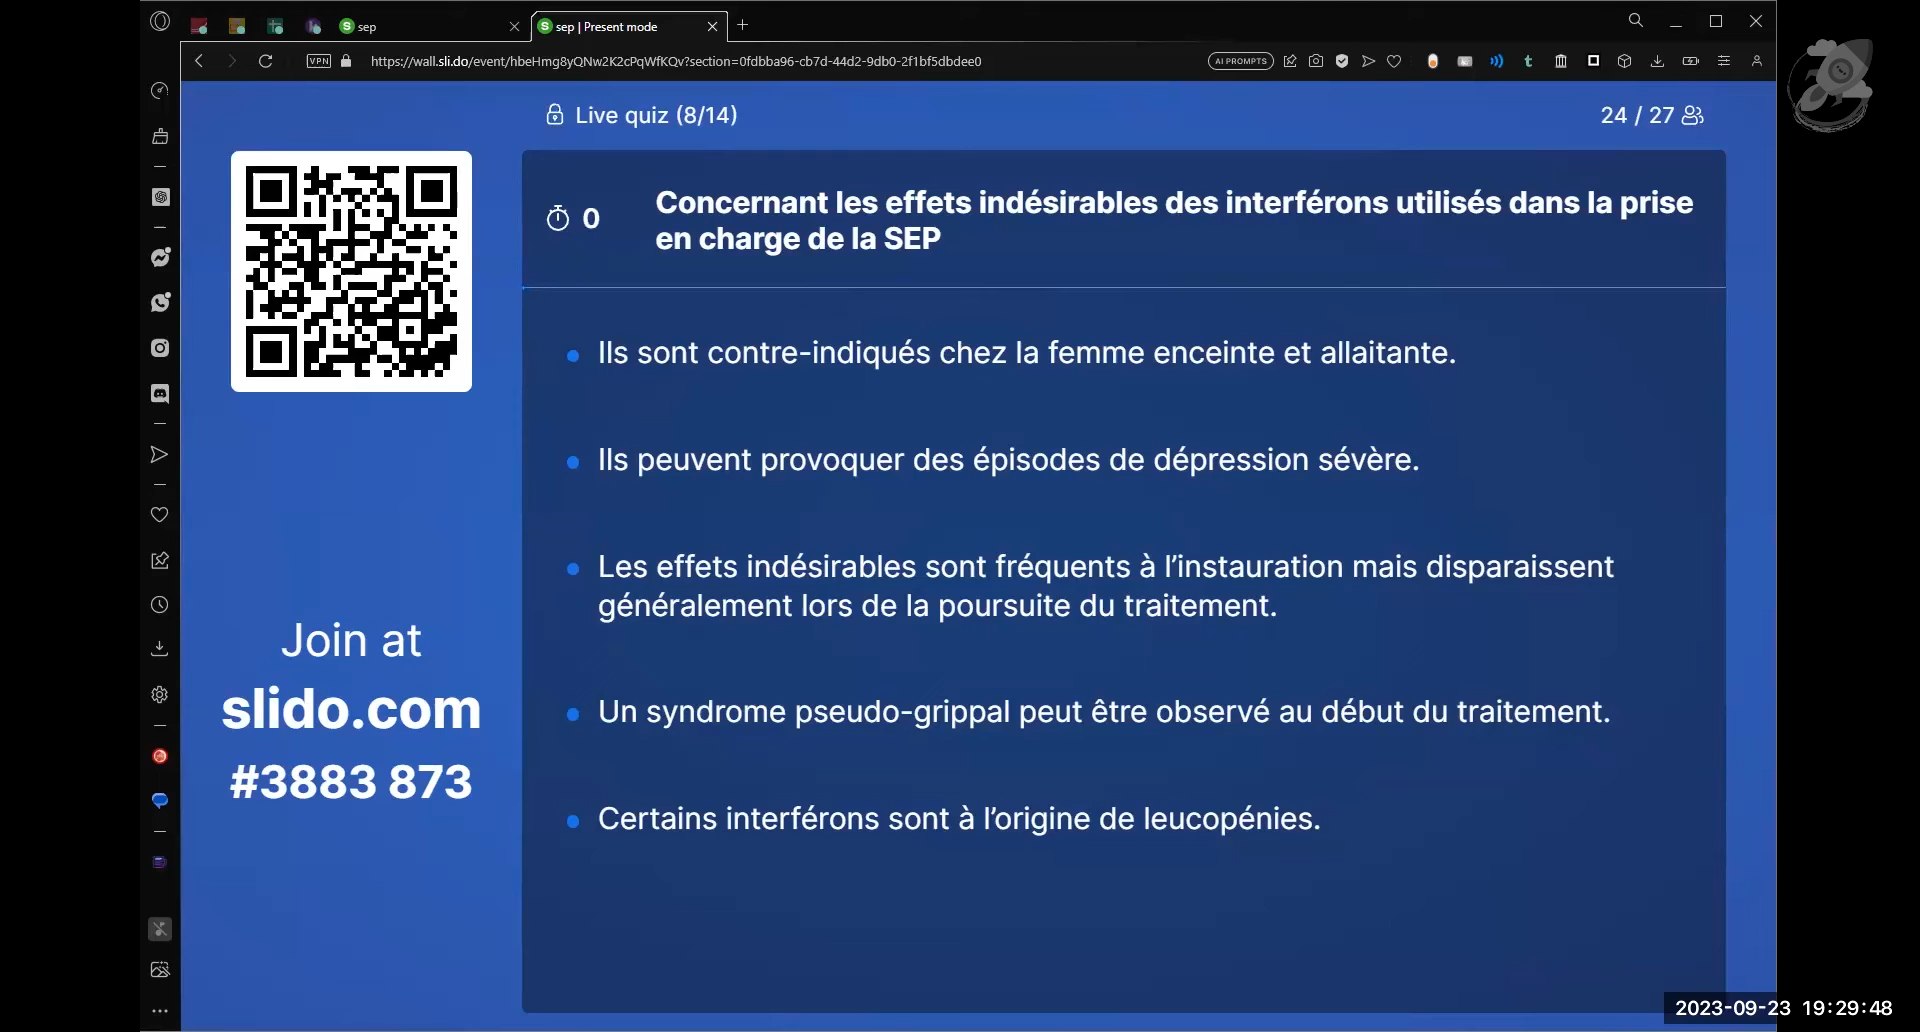 sep
sep | Present mode
VPN
https://wall.sli.do/event/hbeHmg8yQNw2K2cPqWfKQv?section=0fdbba96-cb7d-44d2-9db0-2f1bf5dbdee0
AI PROMPTS
Live quiz (8/14)
24 / 27
0
Concernant les effets indésirables des interférons utilisés dans la prise
en charge de la SEP
Ils sont contre-indiqués chez la femme enceinte et allaitante.
Ils peuvent provoquer des épisodes de dépression sévère.
Les effets indésirables sont fréquents à l’instauration mais disparaissent
généralement lors de la poursuite du traitement.
Un syndrome pseudo-grippal peut être observé au début du traitement.
Certains interférons sont à l’origine de leucopénies.
Join at
slido.com
#3883 873
2023-09-23 19:29:48